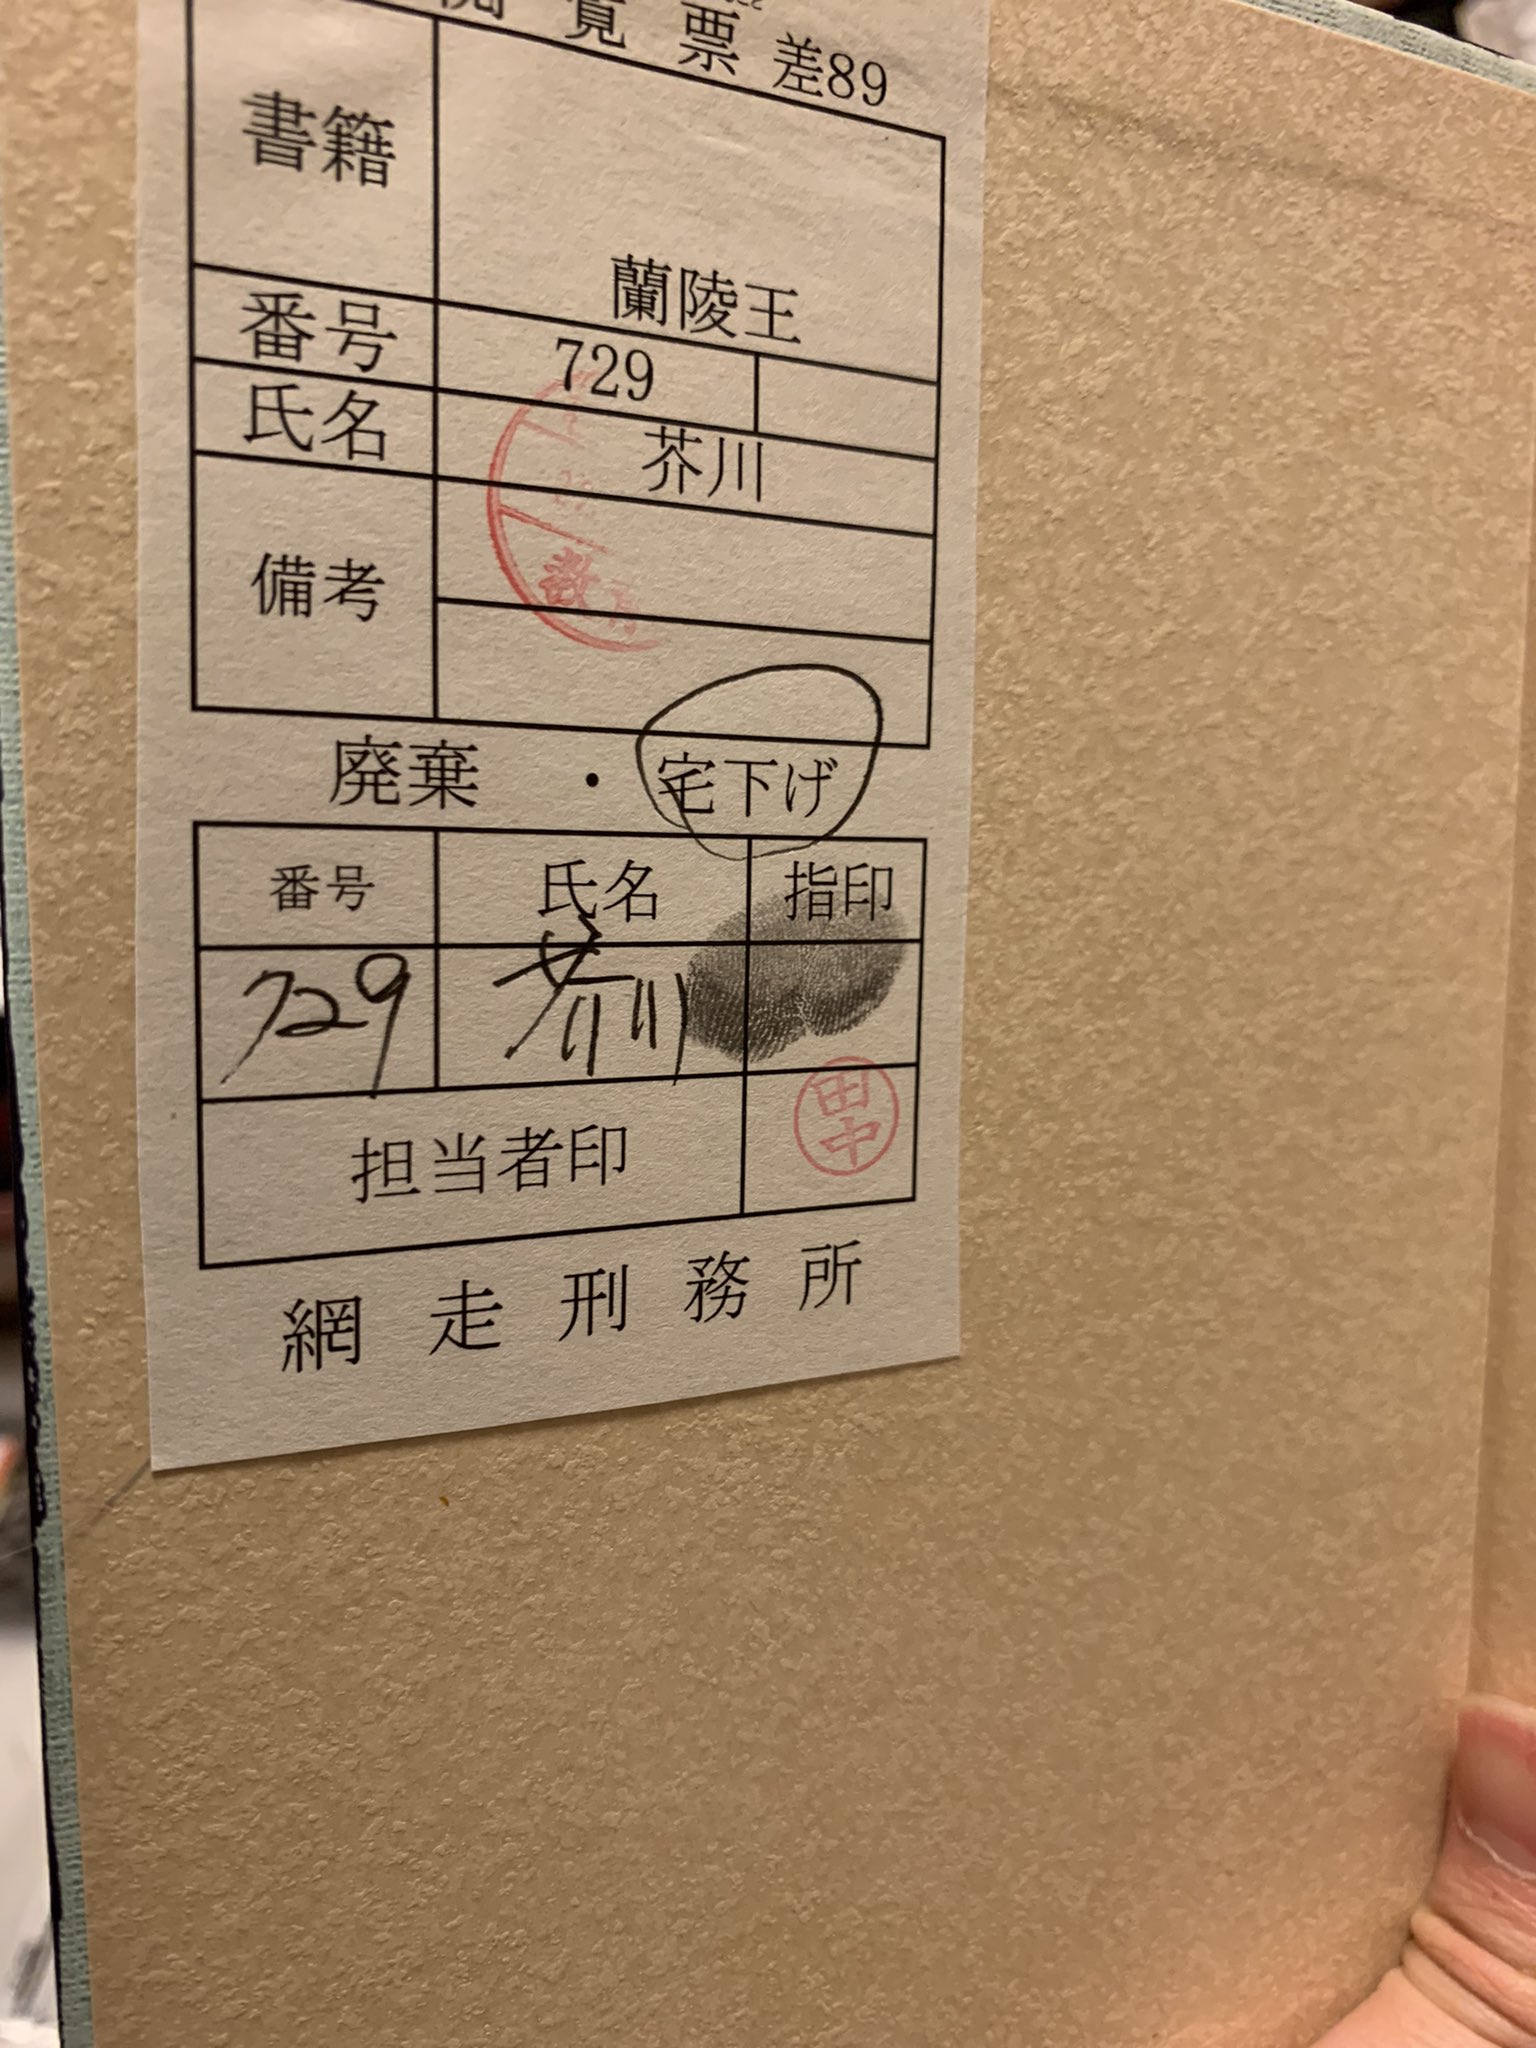 閲覧票 差89
書籍 蘭陵王
番号 729
氏名 芥川
備考
廃棄 ・ 宅下げ
番号 氏名 指印
729 芥川
担当者印 田中
網走刑務所